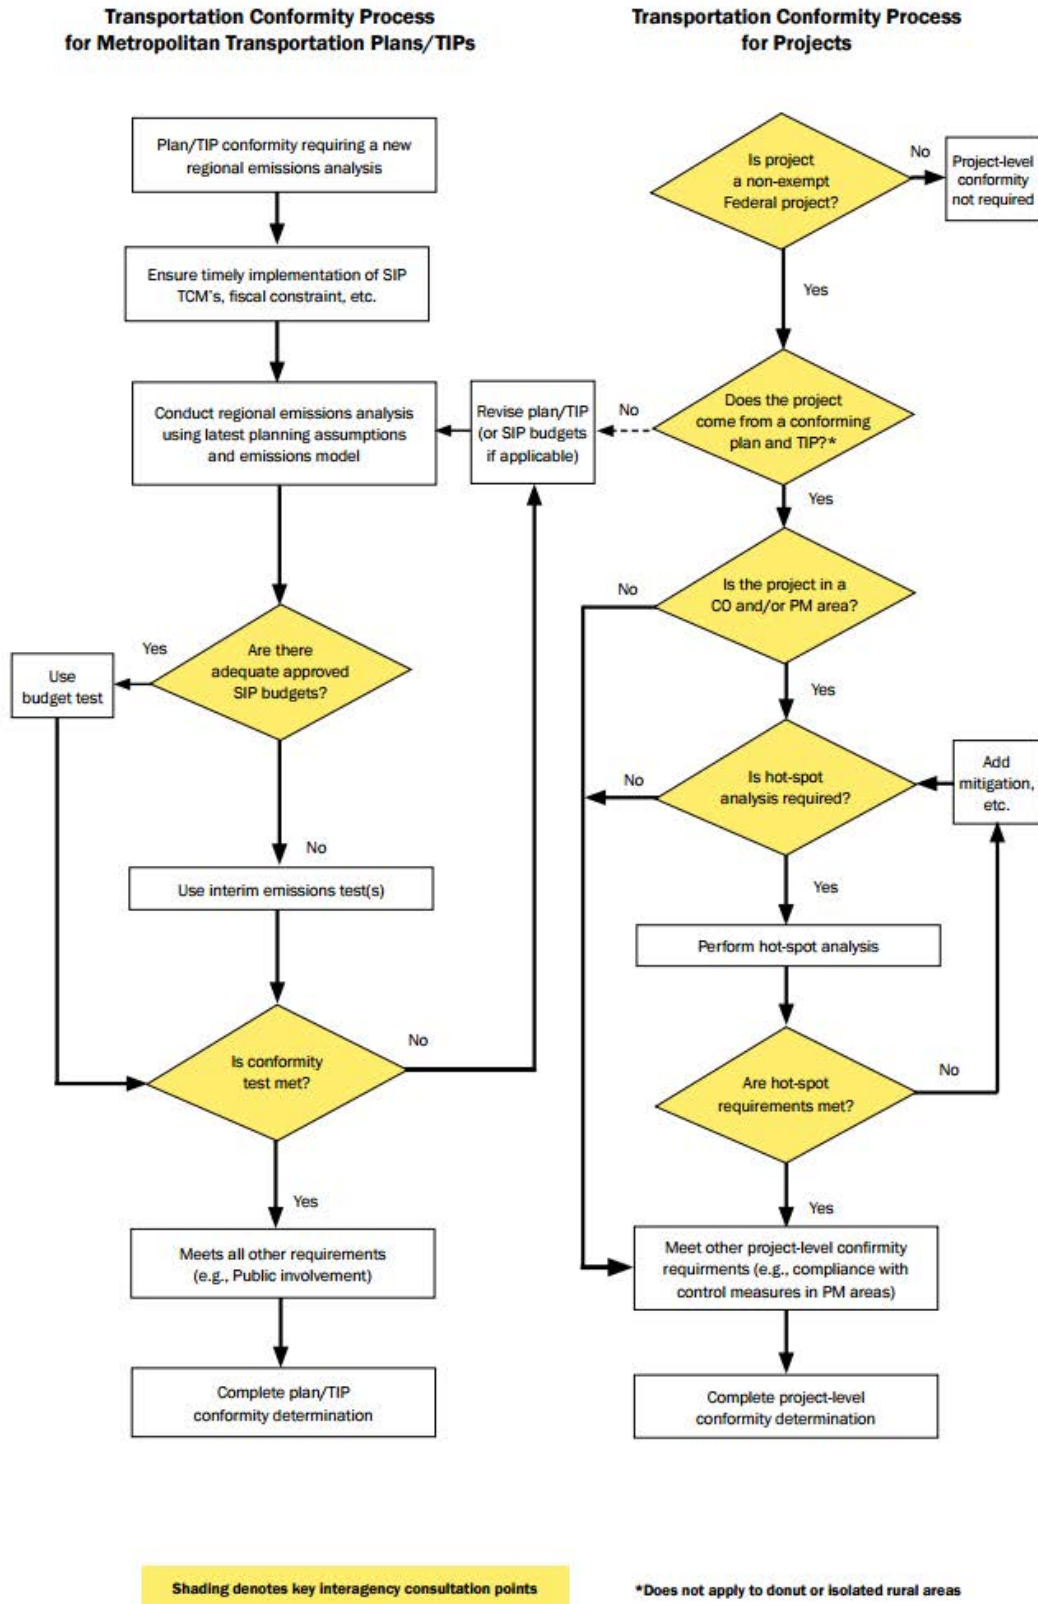 Transportation Conformity Process
for Metropolitan Transportation Plans/TIPs
Plan/TIP conformity requiring a new
regional emissions analysis
Ensure timely implementation of SIP
TCM's, fiscal constraint, etc.
Conduct regional emissions analysis
using latest planning assumptions
and emissions model
Revise plan/TIP
(or SIP budgets
if applicable)
Are there
adequate approved
SIP budgets?
Yes
Use
budget test
No
Use interim emissions test(s)
Is conformity
test met?
No
Yes
Meets all other requirements
(e.g., Public involvement)
Complete plan/TIP
conformity determination
Transportation Conformity Process
for Projects
Is project
a non-exempt
Federal project?
No
Project-level
conformity
not required
Yes
Does the project
come from a conforming
plan and TIP?*
No
Yes
Is the project in a
CO and/or PM area?
No
Yes
Is hot-spot
analysis required?
No
Add
mitigation,
etc.
Yes
Perform hot-spot analysis
Are hot-spot
requirements met?
No
Yes
Meet other project-level confirmity
requirments (e.g., compliance with
control measures in PM areas)
Complete project-level
conformity determination
Shading denotes key interagency consultation points
*Does not apply to donut or isolated rural areas